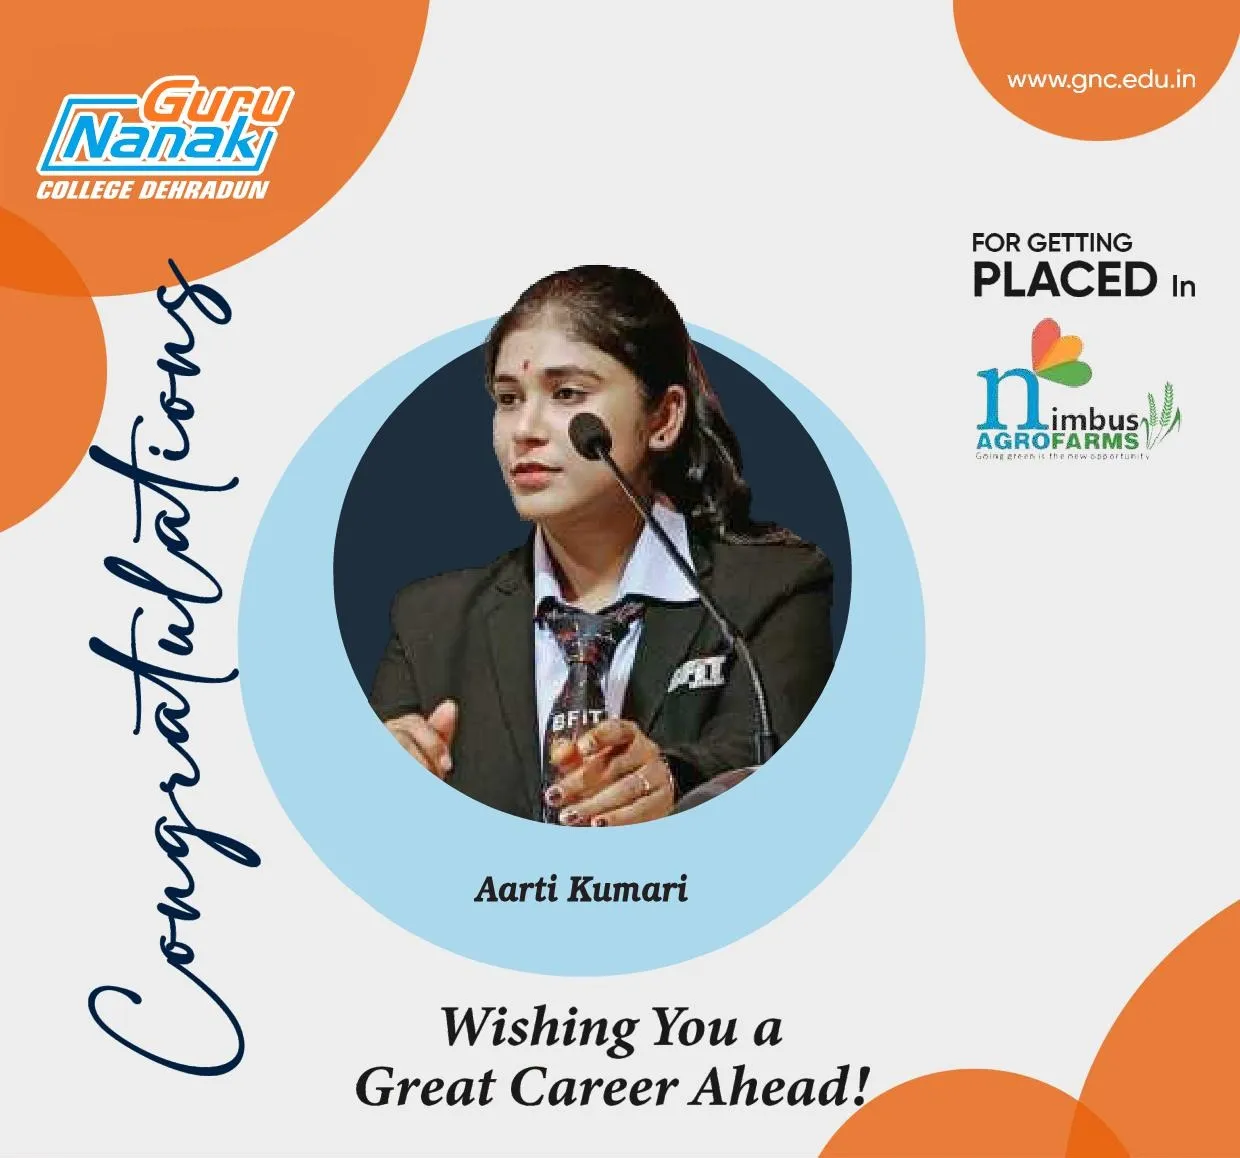 Guru
Nanak
COLLEGE DEHRADUN
www.gnc.edu.in
Congratulations
FOR GETTING
PLACED In
nimbus
AGROFARMS
Going green is the new opportunity
BFIT
BFIT
Aarti Kumari
Wishing You a
Great Career Ahead!